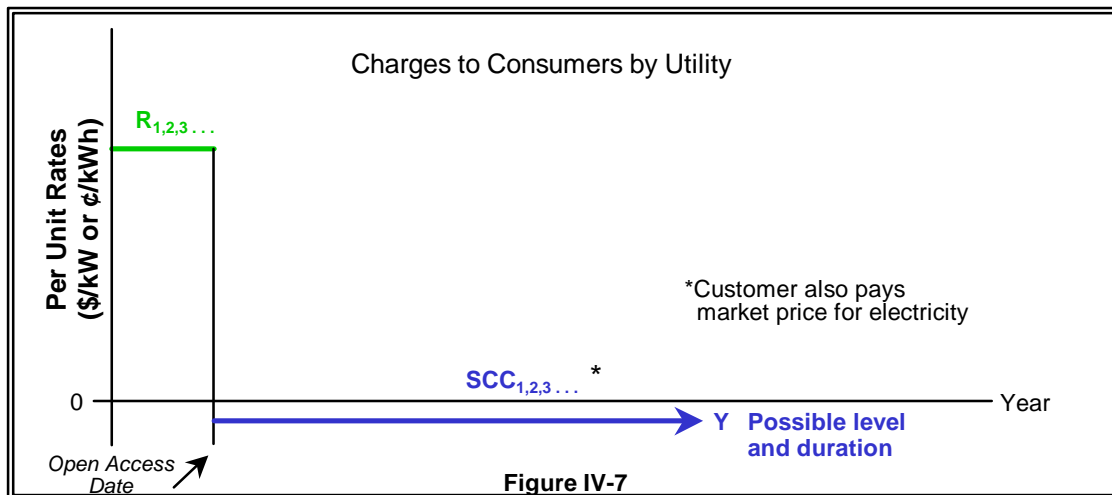 Charges to Consumers by Utility
R1,2,3 . . .
Per Unit Rates
($/kW or ¢/kWh)
*Customer also pays
market price for electricity
SCC1,2,3 . . . *
0
Year
Y Possible level
and duration
Open Access
Date
Figure IV-7